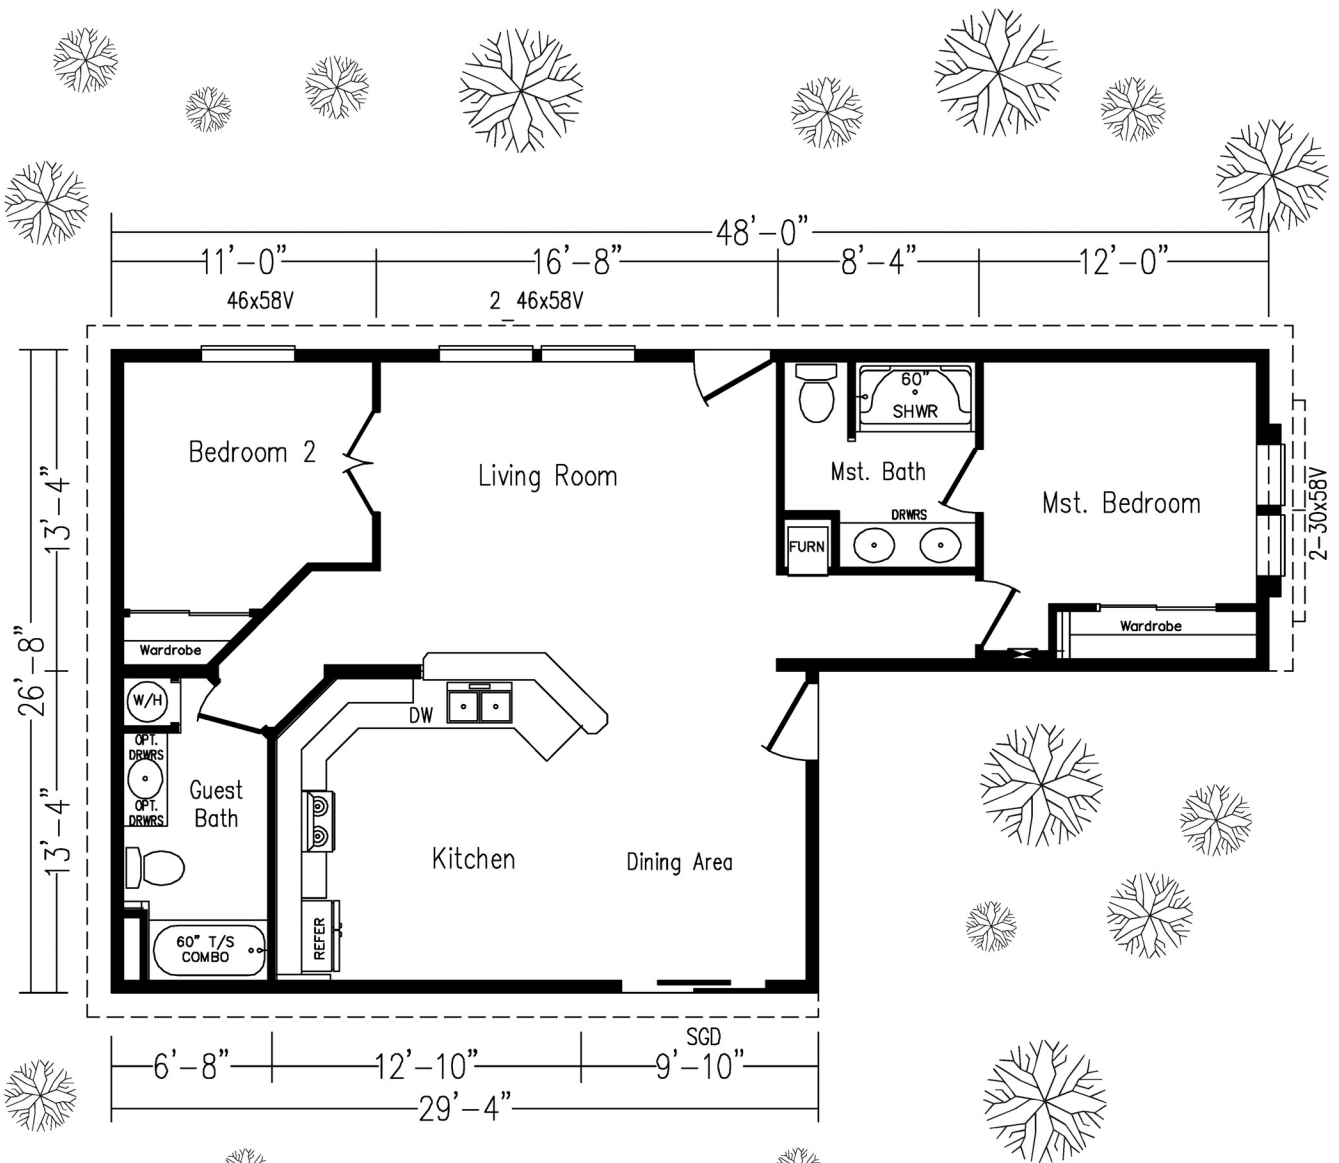 48'-0"
11'-0" 16'-8" 8'-4" 12'-0"
46x58V 2_46x58V
60"
SHWR
Bedroom 2
Living Room
Mst. Bath
Mst. Bedroom
DRWRS
FURN
2-30x58V
13'-4"
26'-8"
13'-4"
Wardrobe
Wardrobe
W/H
DW
OPT.
DRWRS
OPT.
DRWRS
Guest
Bath
Kitchen
Dining Area
REFER
60" T/S
COMBO
SGD
6'-8" 12'-10" 9'-10"
29'-4"